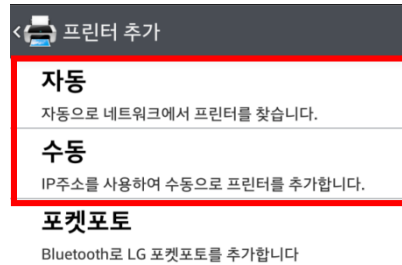 프린터 추가
자동
자동으로 네트워크에서 프린터를 찾습니다.
수동
IP주소를 사용하여 수동으로 프린터를 추가합니다.
포켓포토
Bluetooth로 LG 포켓포토를 추가합니다